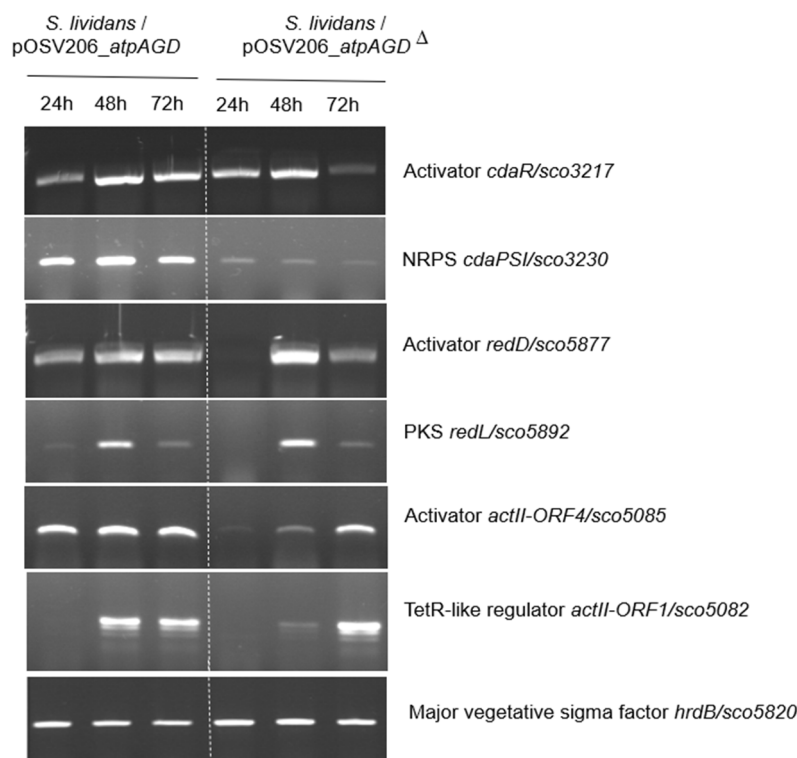 S. lividans /
pOSV206_atpAGD
S. lividans /
pOSV206_atpAGD Δ
24h 48h 72h 24h 48h 72h
Activator cdaR/sco3217
NRPS cdaPSI/sco3230
Activator redD/sco5877
PKS redL/sco5892
Activator actII-ORF4/sco5085
TetR-like regulator actII-ORF1/sco5082
Major vegetative sigma factor hrdB/sco5820